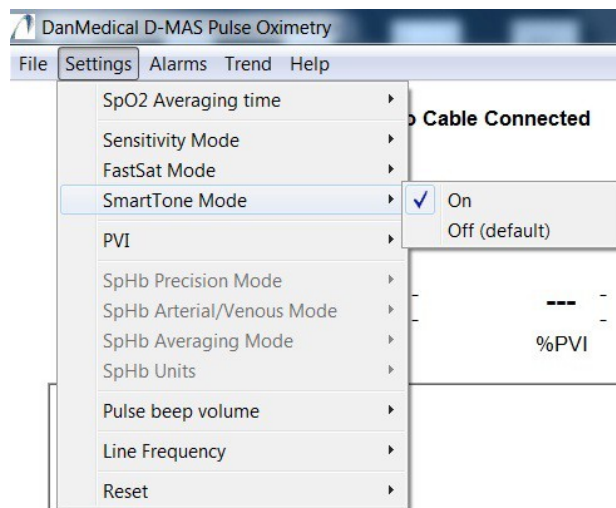 DanMedical D-MAS Pulse Oximetry
File Settings Alarms Trend Help
SpO2 Averaging time
Cable Connected
Sensitivity Mode
FastSat Mode
SmartTone Mode
On
Off (default)
PVI
SpHb Precision Mode
SpHb Arterial/Venous Mode
SpHb Averaging Mode
SpHb Units
---
%PVI
Pulse beep volume
Line Frequency
Reset